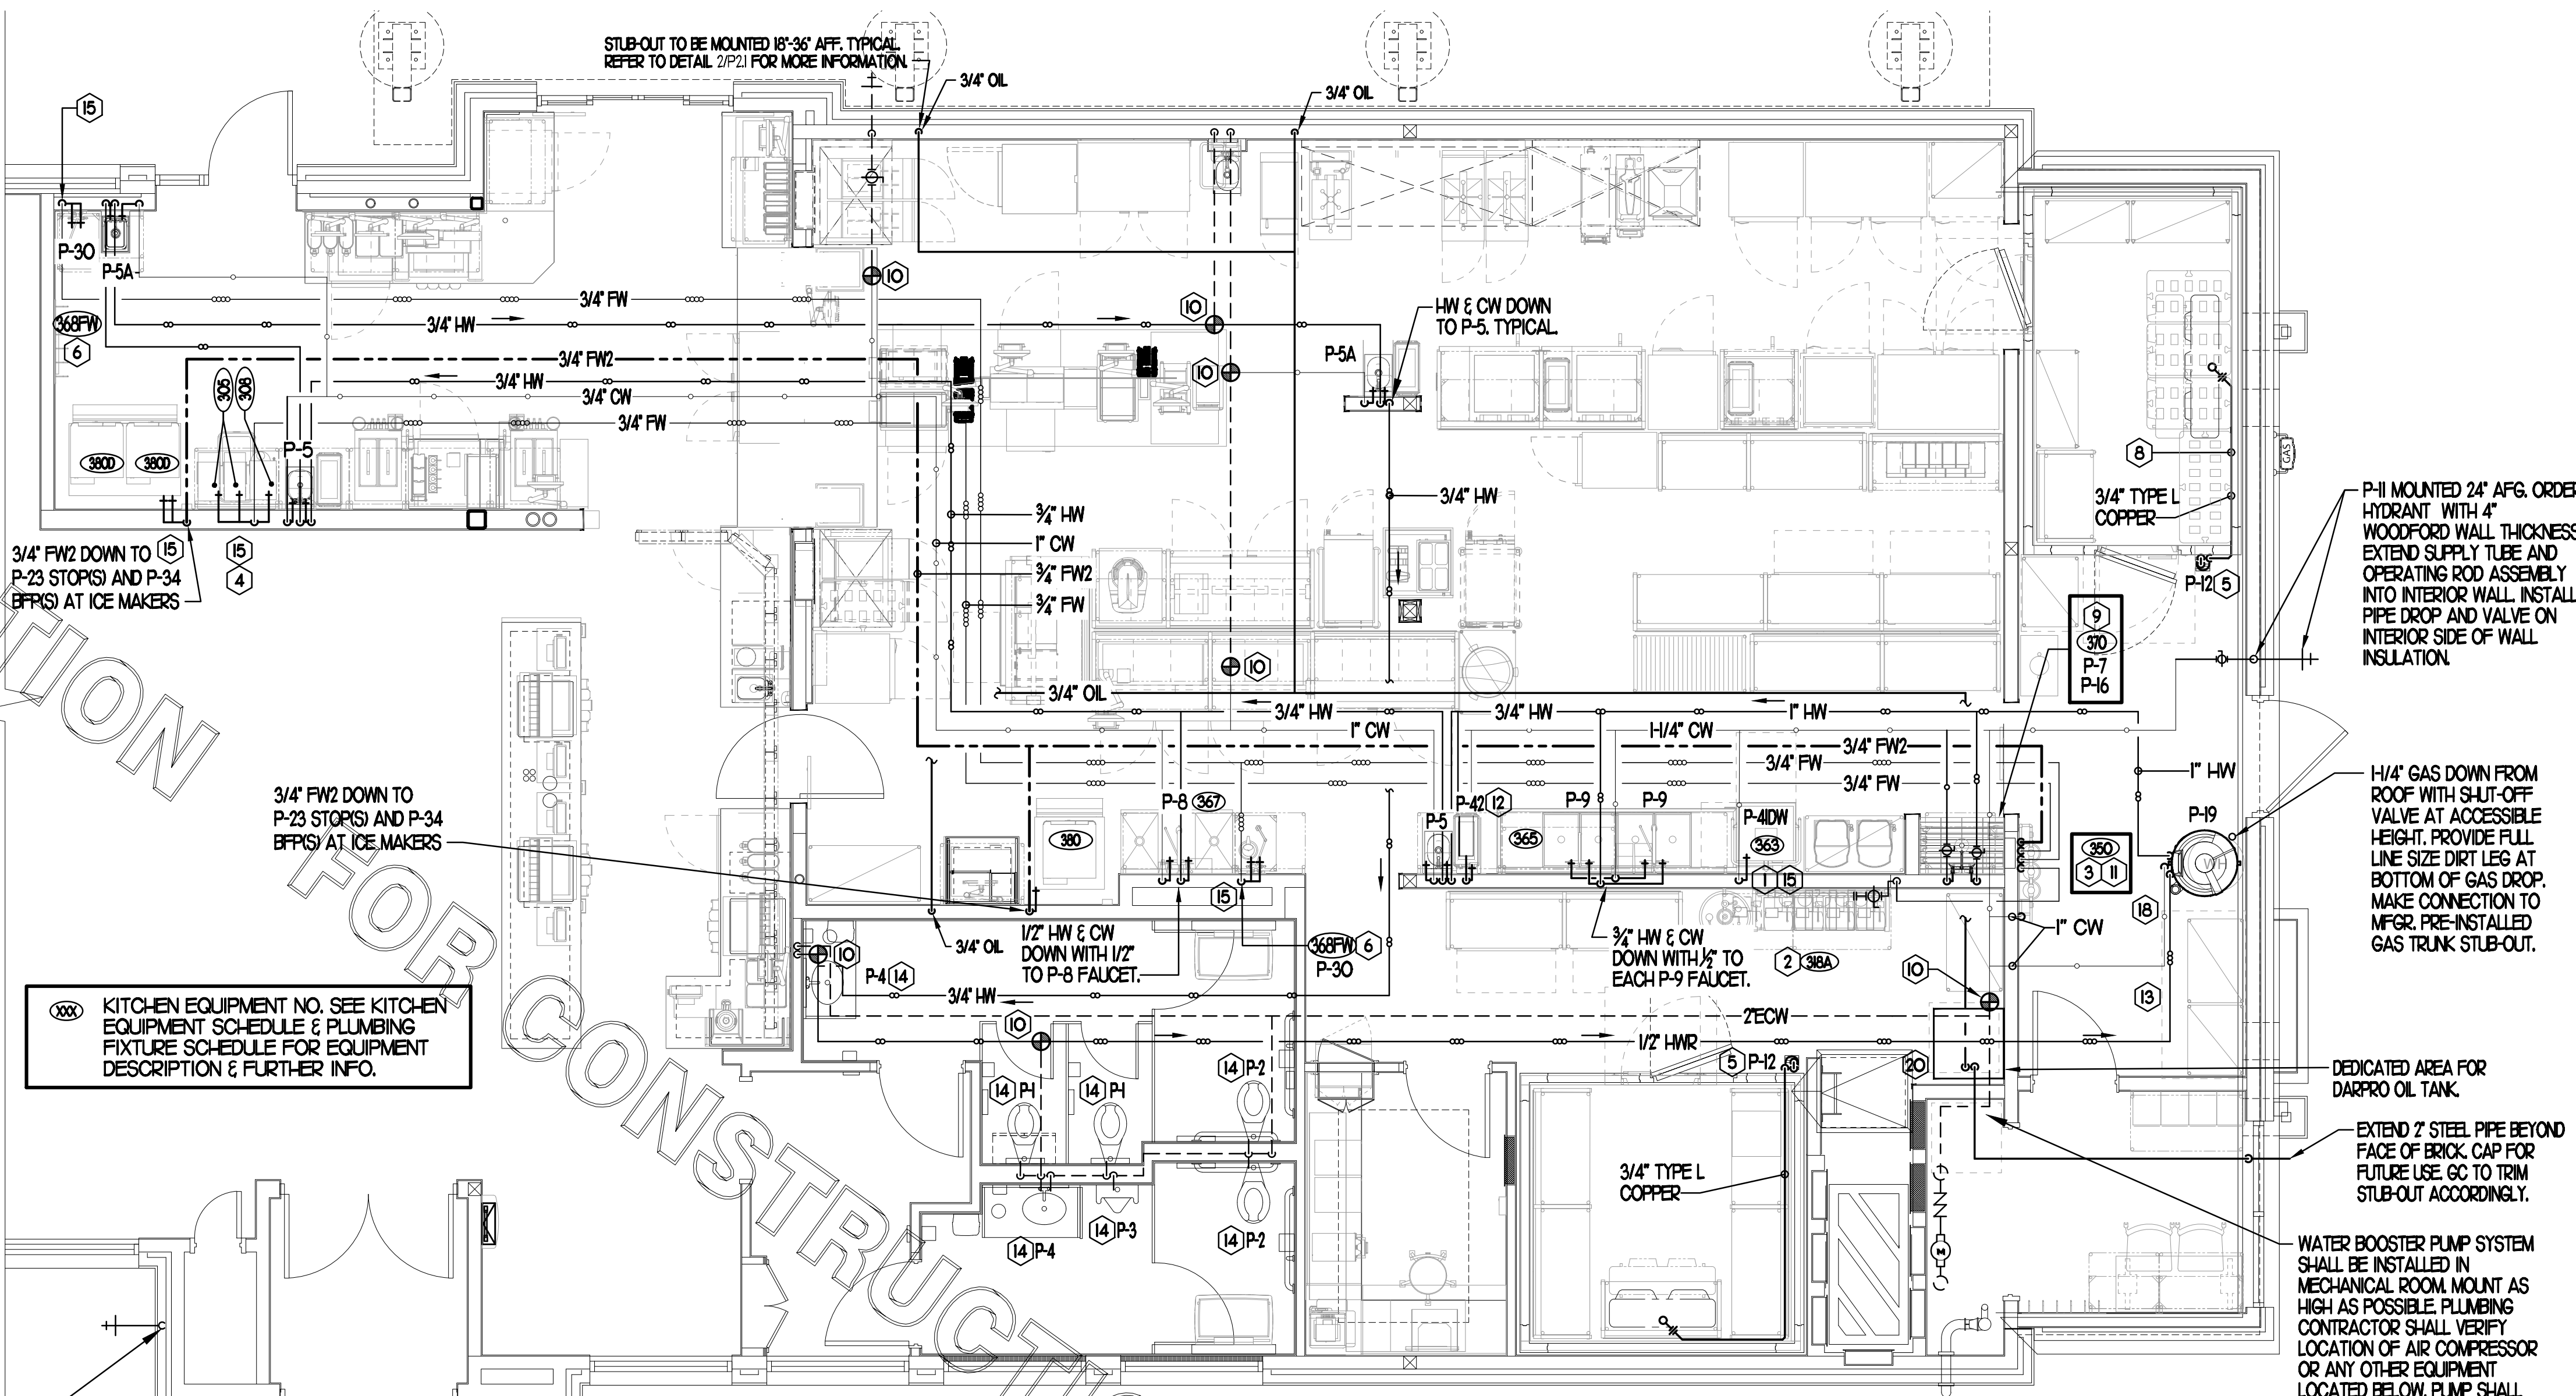 STUB-OUT TO BE MOUNTED 18"-36" AFF. TYPICAL.
REFER TO DETAIL 2/P2.1 FOR MORE INFORMATION.
3/4" OIL
3/4" OIL
15
P-30
P-5A
10
3/4" FW
10
HW & CW DOWN
TO P-5. TYPICAL.
368FW
3/4" HW
6
P-5A
3/4" FW2
10
305
308
3/4" HW
3/4" CW
3/4" FW
P-5
380D
380D
8
GAS
3/4" TYPE L
COPPER
3/4" HW
3/4" HW
1" CW
3/4" FW2
3/4" FW
P-11 MOUNTED 24" AFG. ORDER
HYDRANT WITH 4"
WOODFORD WALL THICKNESS
EXTEND SUPPLY TUBE AND
OPERATING ROD ASSEMBLY
INTO INTERIOR WALL. INSTALL
PIPE DROP AND VALVE ON
INTERIOR SIDE OF WALL
INSULATION.
3/4" FW2 DOWN TO
P-23 STOP(S) AND P-34
BFP(S) AT ICE MAKERS
15
15
4
P-12
5
9
370
P-7
P-16
10
3/4" OIL
3/4" HW
3/4" HW
1" HW
1" CW
1-1/4" CW
3/4" FW2
3/4" FW
3/4" FW
1" HW
1-1/4" GAS DOWN FROM
ROOF WITH SHUT-OFF
VALVE AT ACCESSIBLE
HEIGHT. PROVIDE FULL
LINE SIZE DIRT LEG AT
BOTTOM OF GAS DROP.
MAKE CONNECTION TO
MFGR. PRE-INSTALLED
GAS TRUNK STUB-OUT.
3/4" FW2 DOWN TO
P-23 STOP(S) AND P-34
BFP(S) AT ICE MAKERS
P-8
367
P-42
12
P-9
P-9
P-5
P-41DW
P-19
380
365
363
350
3
11
WH
1
15
15
18
3/4" OIL
1/2" HW & CW
DOWN WITH 1/2"
TO P-8 FAUCET.
368FW
6
P-30
3/4" HW & CW
DOWN WITH 1/2" TO
EACH P-9 FAUCET.
1" CW
10
P-4
14
2
318A
10
13
3/4" HW
XXX
KITCHEN EQUIPMENT NO. SEE KITCHEN
EQUIPMENT SCHEDULE & PLUMBING
FIXTURE SCHEDULE FOR EQUIPMENT
DESCRIPTION & FURTHER INFO.
10
2"ECW
1/2" HWR
5
P-12
20
14
P-1
14
P-1
14
P-2
DEDICATED AREA FOR
DARPRO OIL TANK.
EXTEND 2" STEEL PIPE BEYOND
FACE OF BRICK. CAP FOR
FUTURE USE. GC TO TRIM
STUB-OUT ACCORDINGLY.
3/4" TYPE L
COPPER
14
P-3
14
P-4
14
P-2
M
WATER BOOSTER PUMP SYSTEM
SHALL BE INSTALLED IN
MECHANICAL ROOM. MOUNT AS
HIGH AS POSSIBLE. PLUMBING
CONTRACTOR SHALL VERIFY
LOCATION OF AIR COMPRESSOR
OR ANY OTHER EQUIPMENT
LOCATED BELOW. PUMP SHALL
TION
FOR CONSTRUCTI